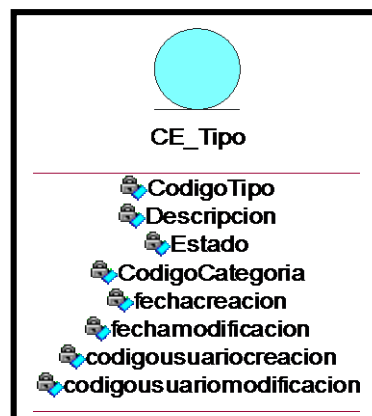 CE_Tipo
CodigoTipo
Descripcion
Estado
CodigoCategoria
fechacreacion
fechamodificacion
codigousuariocreacion
codigousuariomodificacion